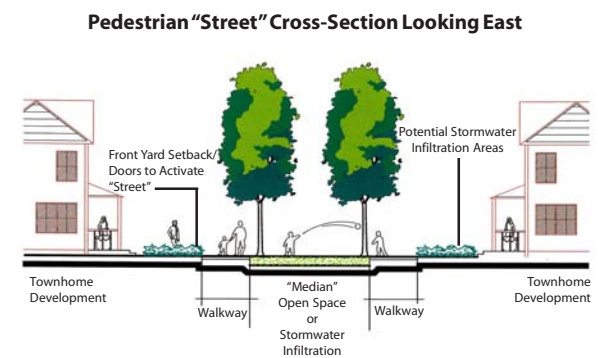 Pedestrian “Street” Cross-Section Looking East
Front Yard Setback/
Doors to Activate
“Street”
Potential Stormwater
Infiltration Areas
Townhome
Development
Walkway
“Median”
Open Space
or
Stormwater
Infiltration
Walkway
Townhome
Development